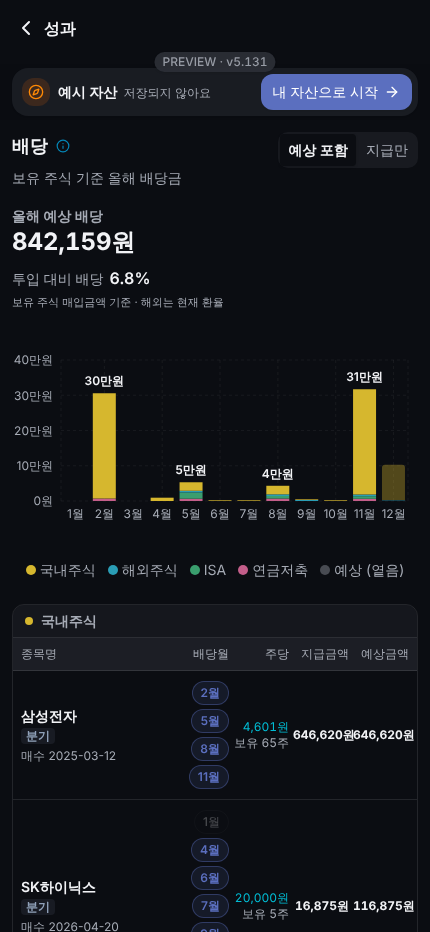 성과
PREVIEW · v5.131
예시 자산 저장되지 않아요
내 자산으로 시작
배당
예상 포함 지급만
보유 주식 기준 올해 배당금
올해 예상 배당
842,159원
투입 대비 배당 6.8%
보유 주식 매입금액 기준 · 해외는 현재 환율
40만원
30만원
20만원
10만원
0원
30만원
5만원
4만원
31만원
1월 2월 3월 4월 5월 6월 7월 8월 9월 10월 11월 12월
국내주식 해외주식 ISA 연금저축 예상 (옅음)
국내주식
종목명 배당월 주당 지급금액 예상금액
삼성전자
분기
매수 2025-03-12
2월
5월
8월
11월
4,601원
보유 65주
646,620원 646,620원
SK하이닉스
분기
매수 2026-04-20
1월
4월
6월
7월
20,000원
보유 5주
16,875원 116,875원